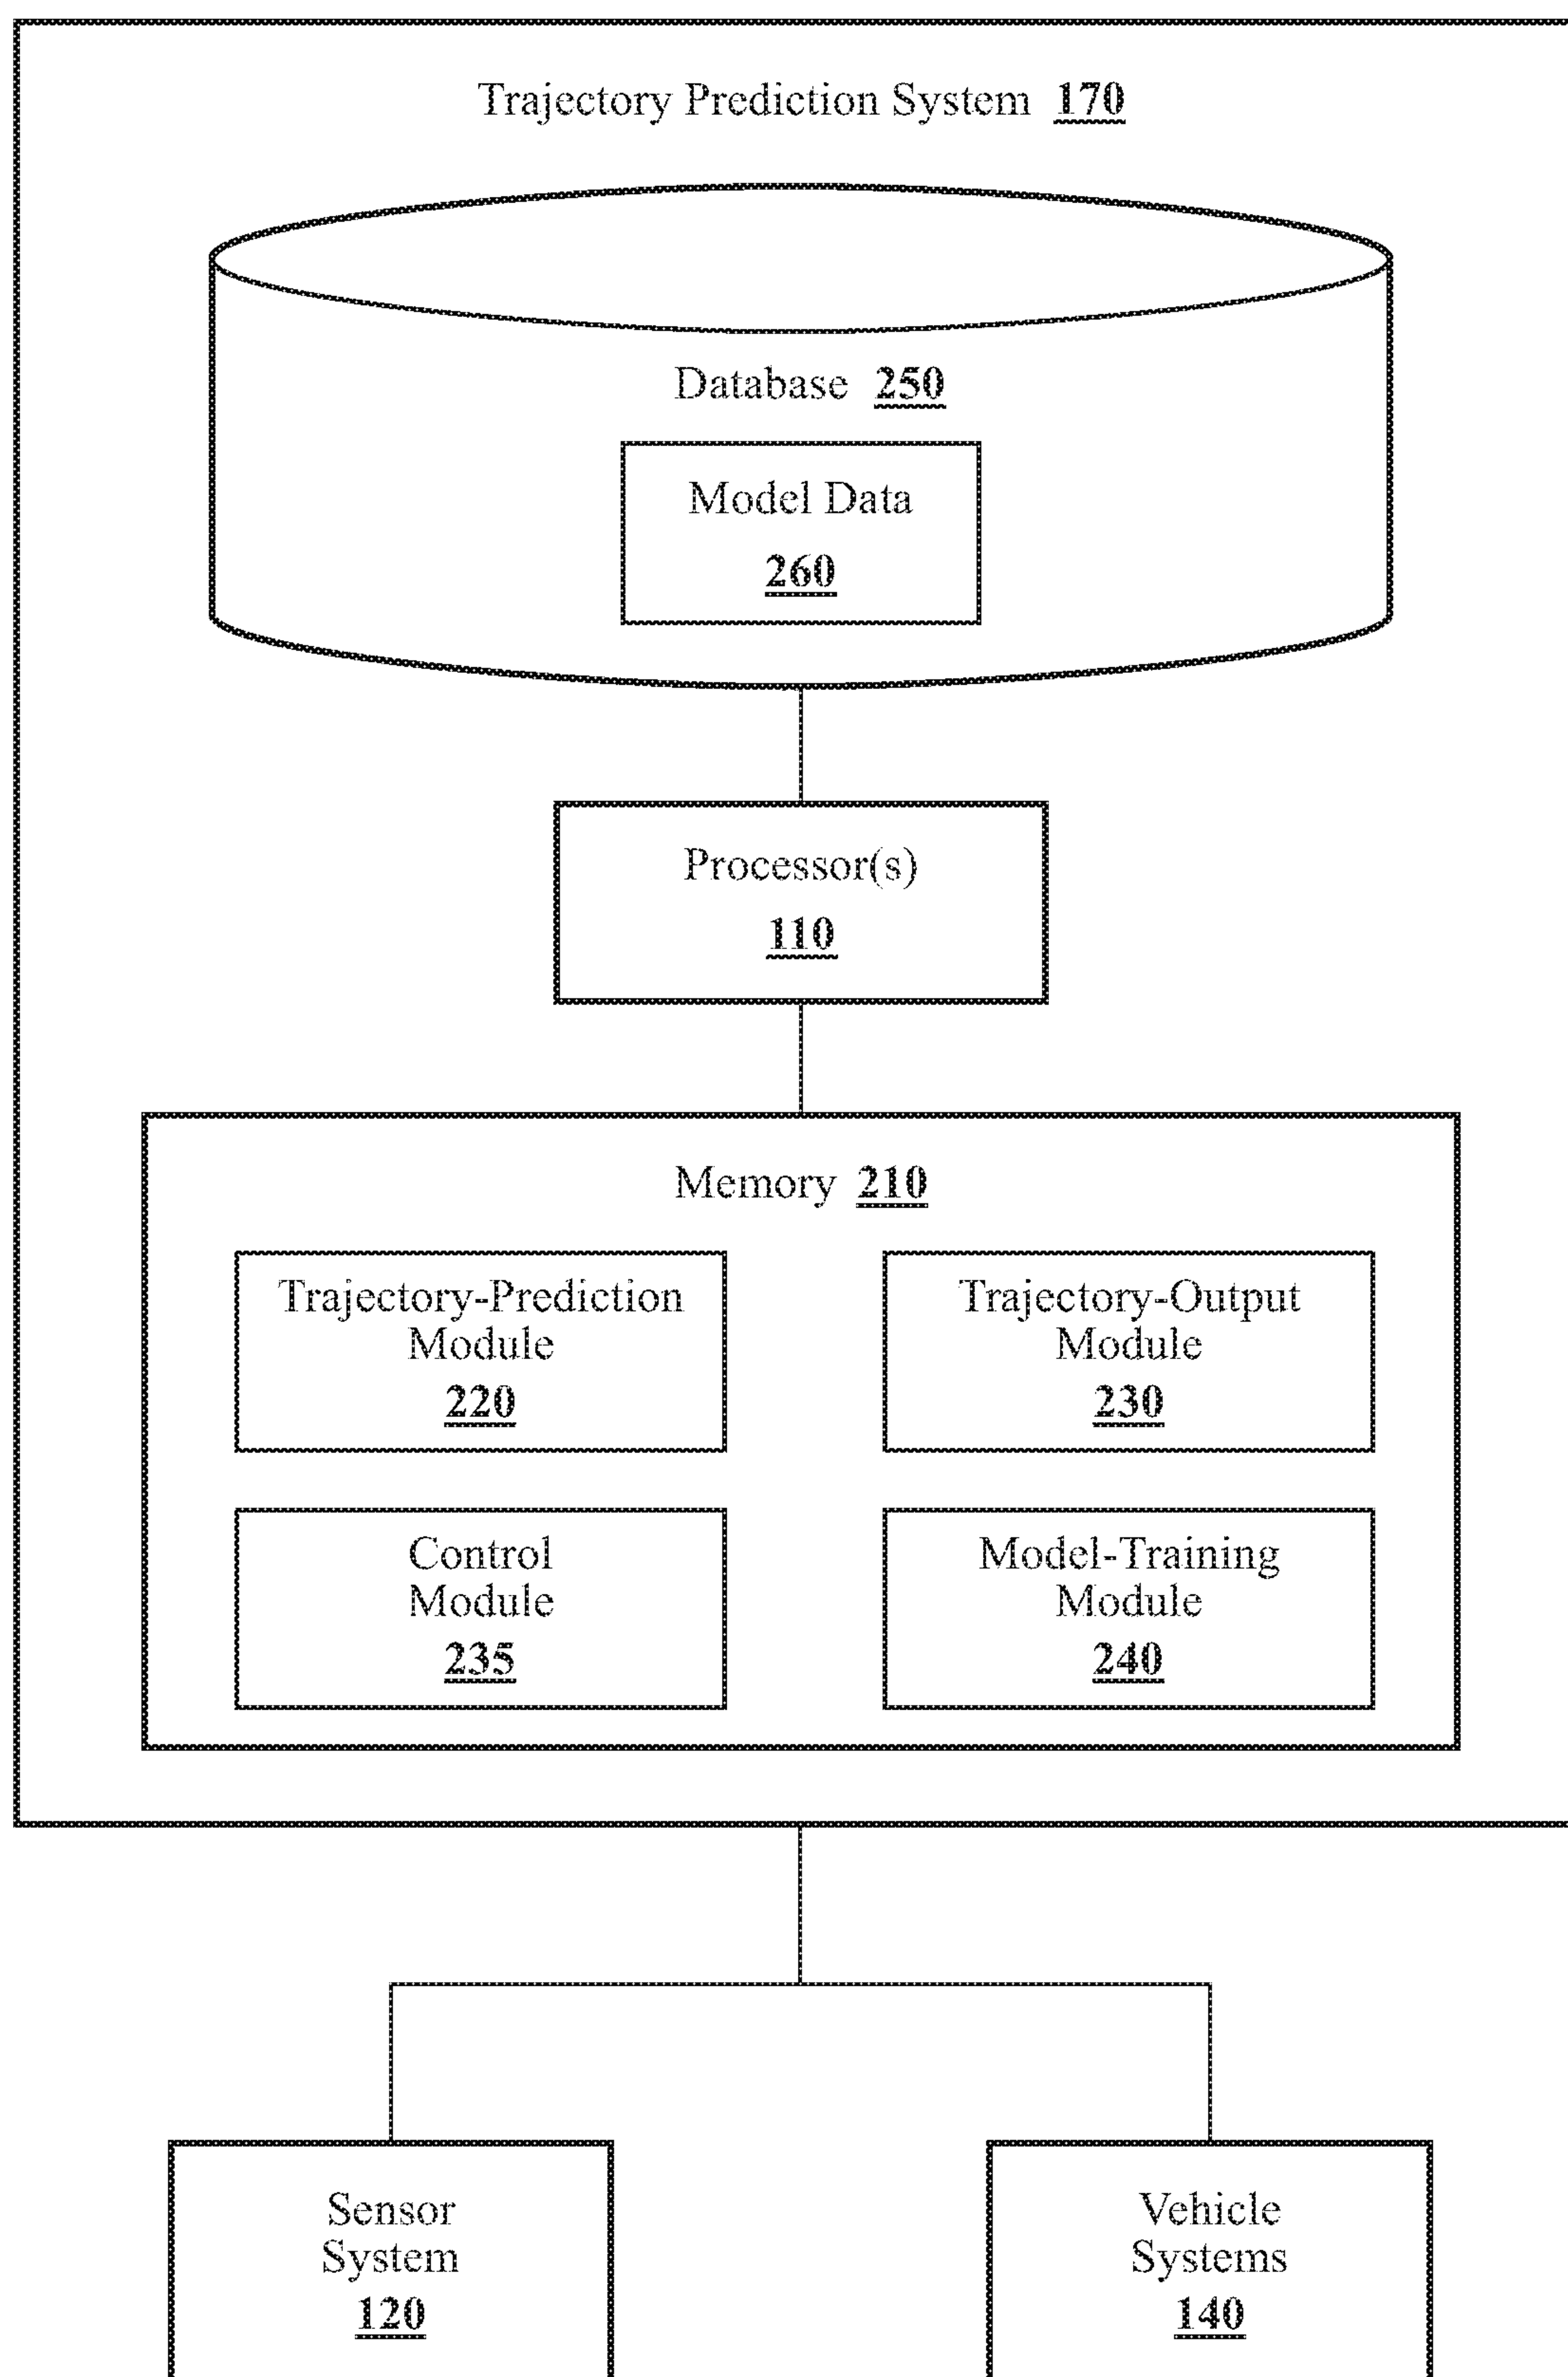 Trajectory Prediction System 170
Database 250
Model Data
260
Processor(s)
110
Memory 210
Trajectory-Prediction
Module
220
Trajectory-Output
Module
230
Control
Module
235
Model-Training
Module
240
Sensor
System
120
Vehicle
Systems
140